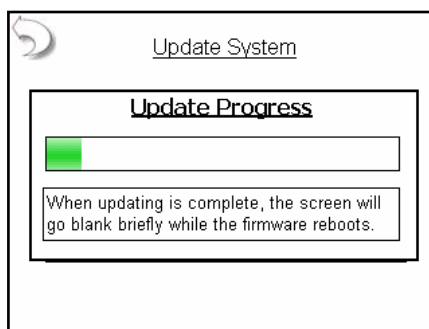 Update System
Update Progress
When updating is complete, the screen will
go blank briefly while the firmware reboots.